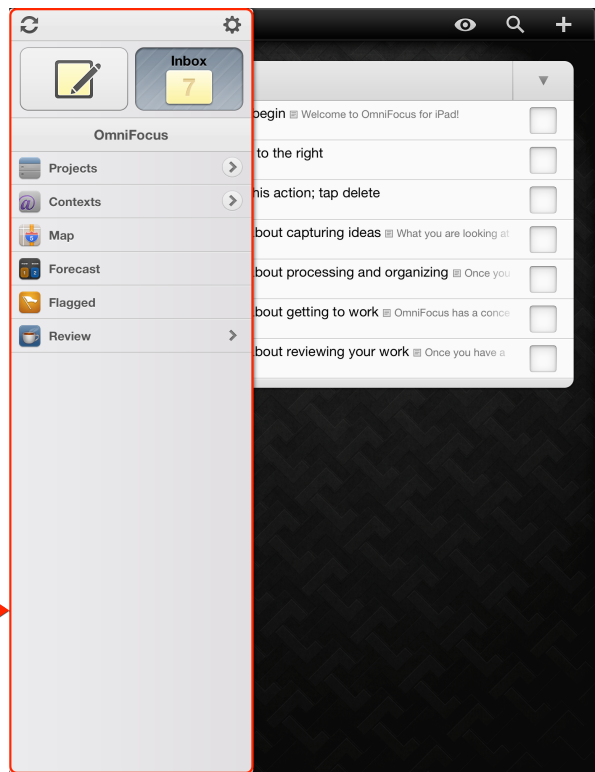 Inbox
7
OmniFocus
Projects
Contexts
Map
Forecast
Flagged
Review
begin Welcome to OmniFocus for iPad!
to the right
his action; tap delete
bout capturing ideas What you are looking at
bout processing and organizing Once you
bout getting to work OmniFocus has a conce
bout reviewing your work Once you have a